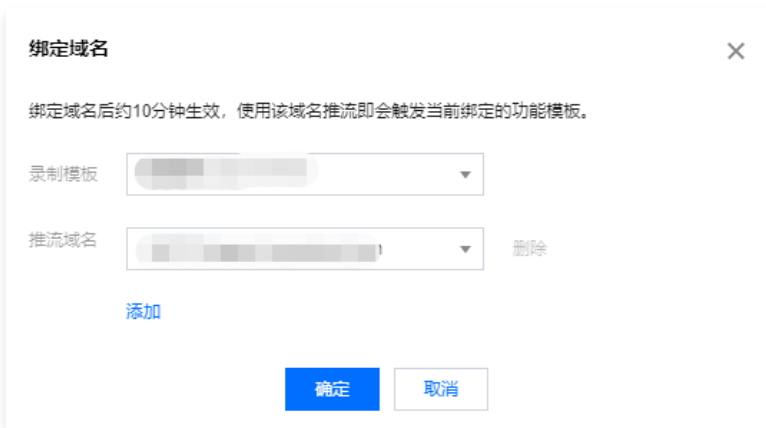 绑定域名
绑定域名后约10分钟生效，使用该域名推流即会触发当前绑定的功能模板。
录制模板
推流域名
删除
添加
确定
取消